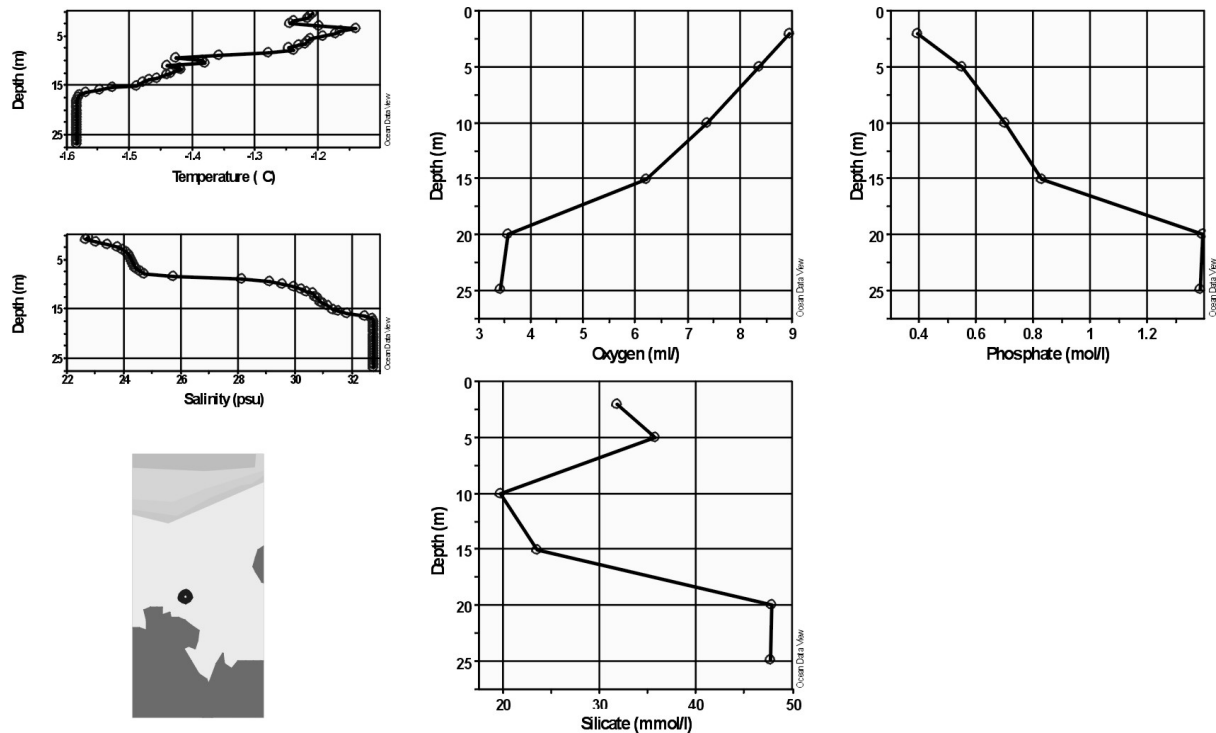 5
15
25
Depth (m)
-1.6 -1.5 -1.4 -1.3 -1.2
Temperature ( C)
Ocean Data View
5
15
25
Depth (m)
22 24 26 28 30 32
Salinity (psu)
Ocean Data View
0
5
10
15
20
25
Depth (m)
3 4 5 6 7 8 9
Oxygen (ml/)
Ocean Data View
0
5
10
15
20
25
Depth (m)
0.4 0.6 0.8 1 1.2
Phosphate (mol/l)
Ocean Data View
0
5
10
15
20
25
Depth (m)
20 30 40 50
Silicate (mmol/l)
Ocean Data View